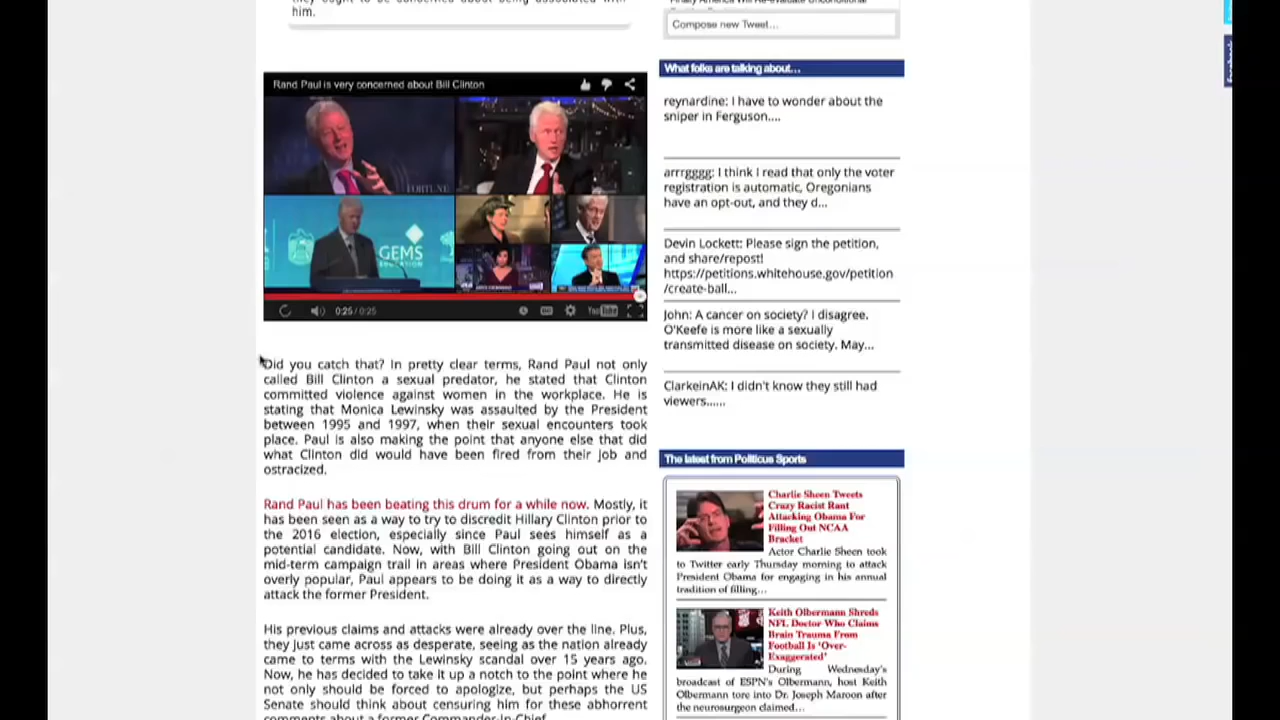 him.
Rand Paul is very concerned about Bill Clinton
FORTUNE
GEMS
EDUCATION
0:25 / 0:25
YouTube
Did you catch that? In pretty clear terms, Rand Paul not only
called Bill Clinton a sexual predator, he stated that Clinton
committed violence against women in the workplace. He is
stating that Monica Lewinsky was assaulted by the President
between 1995 and 1997, when their sexual encounters took
place. Paul is also making the point that anyone else that did
what Clinton did would have been fired from their job and
ostracized.
Rand Paul has been beating this drum for a while now. Mostly, it
has been seen as a way to try to discredit Hillary Clinton prior to
the 2016 election, especially since Paul sees himself as a
potential candidate. Now, with Bill Clinton going out on the
mid-term campaign trail in areas where President Obama isn't
overly popular, Paul appears to be doing it as a way to directly
attack the former President.
His previous claims and attacks were already over the line. Plus,
they just came across as desperate, seeing as the nation already
came to terms with the Lewinsky scandal over 15 years ago.
Now, he has decided to take it up a notch to the point where he
not only should be forced to apologize, but perhaps the US
Senate should think about censuring him for these abhorrent
comments about a former Commander-in-Chief.
Compose new Tweet...
What folks are talking about...
reynardine: I have to wonder about the
sniper in Ferguson....
arrrgggg: I think I read that only the voter
registration is automatic, Oregonians
have an opt-out, and they d...
Devin Lockett: Please sign the petition,
and share/repost!
https://petitions.whitehouse.gov/petition
/create-ball...
John: A cancer on society? I disagree.
O'Keefe is more like a sexually
transmitted disease on society. May...
ClarkeinAK: I didn't know they still had
viewers......
The latest from Politicus Sports
Charlie Sheen Tweets
Crazy Racist Rant
Attacking Obama For
Filling Out NCAA
Bracket
Actor Charlie Sheen took
to Twitter early Thursday morning to attack
President Obama for engaging in his annual
tradition of filling...
Keith Olbermann Shreds
NFL Doctor Who Claims
Brain Trauma From
Football Is 'Over-
Exaggerated'
During Wednesday's
broadcast of ESPN's Olbermann, host Keith
Olbermann tore into Dr. Joseph Maroon after
the neurosurgeon claimed...